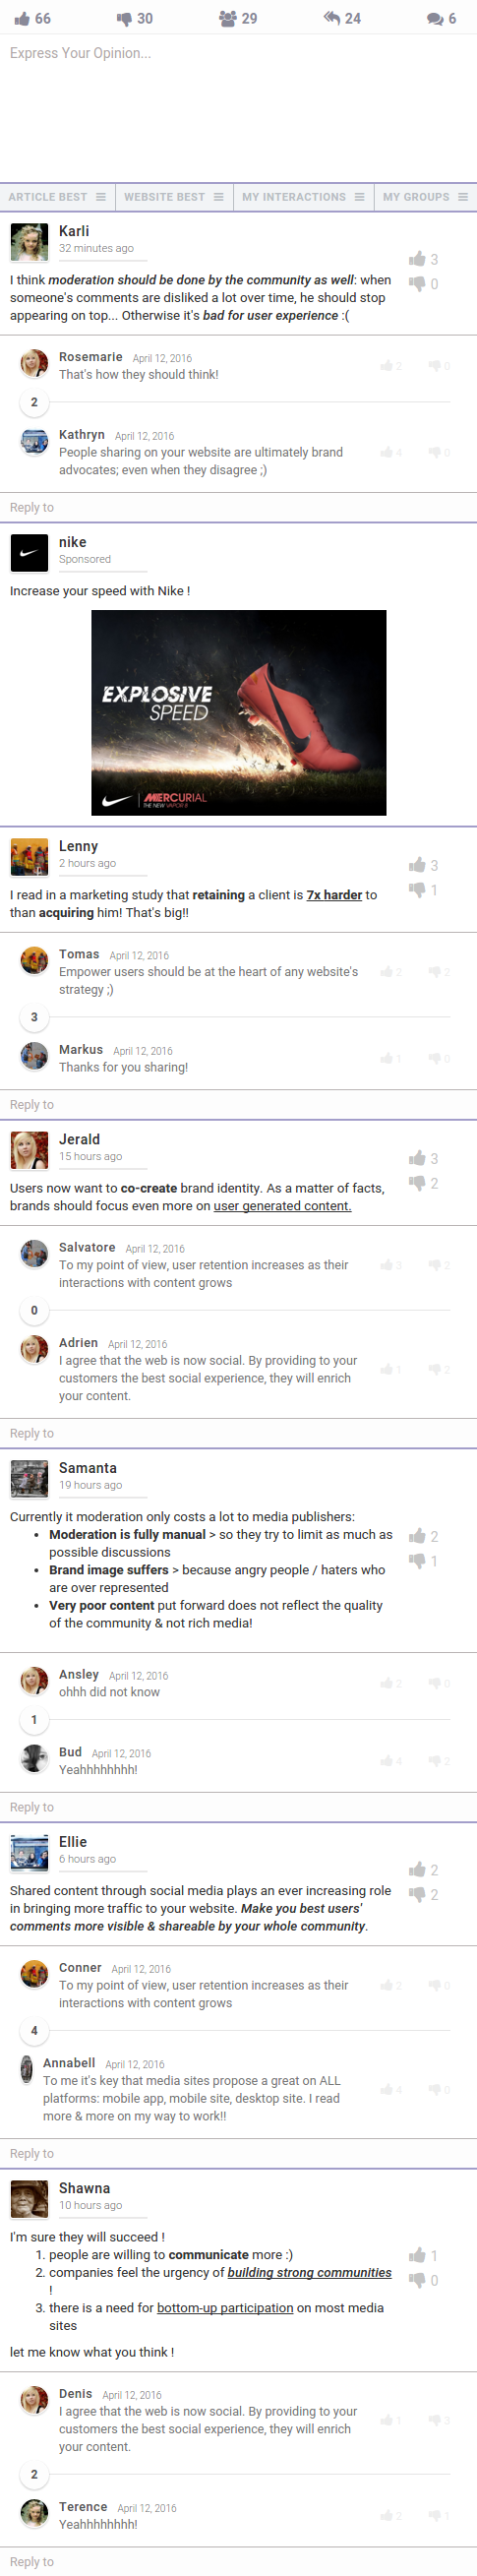 66 30 29 24 6
Express Your Opinion...
ARTICLE BEST WEBSITE BEST MY INTERACTIONS MY GROUPS
Karli
32 minutes ago
3
0
I think moderation should be done by the community as well: when
someone's comments are disliked a lot over time, he should stop
appearing on top... Otherwise it's bad for user experience :(
Rosemarie April 12, 2016
That's how they should think!
2 0
2
Kathryn April 12, 2016
People sharing on your website are ultimately brand
advocates; even when they disagree ;)
4 0
Reply to
nike
Sponsored
Increase your speed with Nike !
EXPLOSIVE
SPEED
MERCURIAL
THE NEW VAPOR 8
Lenny
2 hours ago
3
1
I read in a marketing study that retaining a client is 7x harder to
than acquiring him! That's big!!
Tomas April 12, 2016
Empower users should be at the heart of any website's
strategy ;)
2 2
3
Markus April 12, 2016
Thanks for you sharing!
1 0
Reply to
Jerald
15 hours ago
3
2
Users now want to co-create brand identity. As a matter of facts,
brands should focus even more on user generated content.
Salvatore April 12, 2016
To my point of view, user retention increases as their
interactions with content grows
3 2
0
Adrien April 12, 2016
I agree that the web is now social. By providing to your
customers the best social experience, they will enrich
your content.
1 2
Reply to
Samanta
19 hours ago
Currently it moderation only costs a lot to media publishers:
• Moderation is fully manual > so they try to limit as much as
possible discussions
• Brand image suffers > because angry people / haters who
are over represented
• Very poor content put forward does not reflect the quality
of the community & not rich media!
2
1
Ansley April 12, 2016
ohhh did not know
2 0
1
Bud April 12, 2016
Yeahhhhhhhh!
4 2
Reply to
Ellie
6 hours ago
2
2
Shared content through social media plays an ever increasing role
in bringing more traffic to your website. Make you best users'
comments more visible & shareable by your whole community.
Conner April 12, 2016
To my point of view, user retention increases as their
interactions with content grows
2 0
4
Annabell April 12, 2016
To me it's key that media sites propose a great on ALL
platforms: mobile app, mobile site, desktop site. I read
more & more on my way to work!!
4 0
Reply to
Shawna
10 hours ago
I'm sure they will succeed !
1. people are willing to communicate more :)
2. companies feel the urgency of building strong communities
!
3. there is a need for bottom-up participation on most media
sites
let me know what you think !
1
0
Denis April 12, 2016
I agree that the web is now social. By providing to your
customers the best social experience, they will enrich
your content.
1 3
2
Terence April 12, 2016
Yeahhhhhhhh!
2 1
Reply to